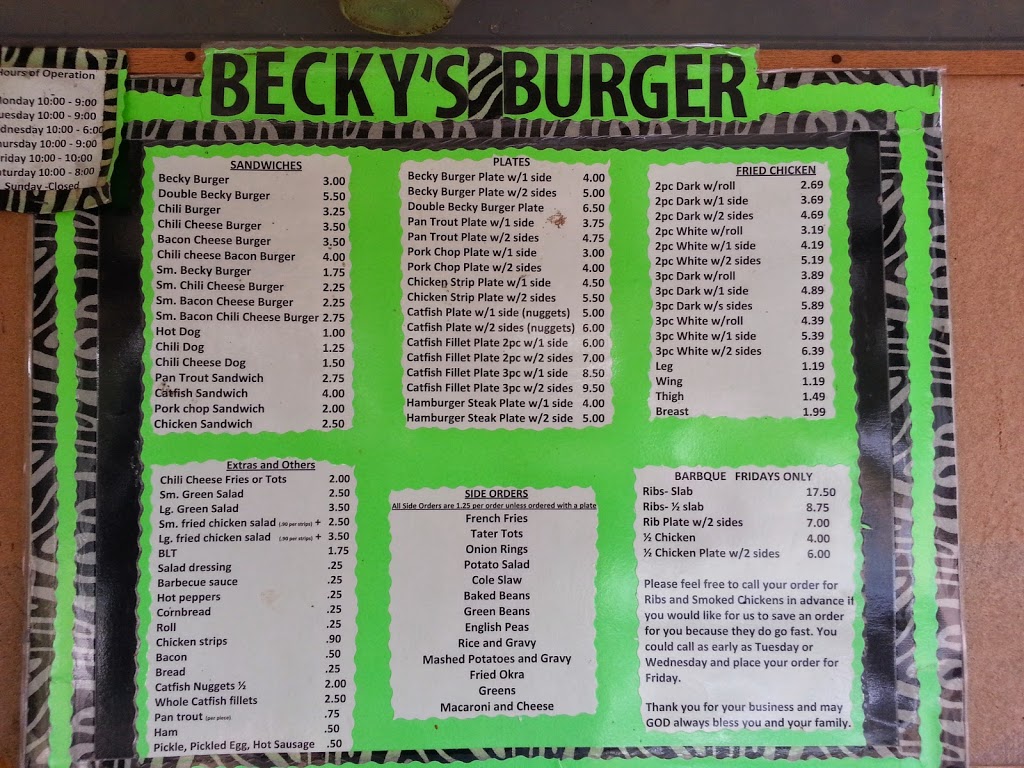 BECKY'S BURGER
Hours of Operation
Monday 10:00 - 9:00
Tuesday 10:00 - 9:00
Wednesday 10:00 - 6:00
Thursday 10:00 - 9:00
Friday 10:00 - 10:00
Saturday 10:00 - 8:00
Sunday -Closed
SANDWICHES
Becky Burger 3.00
Double Becky Burger 5.50
Chili Burger 3.25
Chili Cheese Burger 3.50
Bacon Cheese Burger 3.50
Chili cheese Bacon Burger 4.00
Sm. Becky Burger 1.75
Sm. Chili Cheese Burger 2.25
Sm. Bacon Cheese Burger 2.25
Sm. Bacon Chili Cheese Burger 2.75
Hot Dog 1.00
Chili Dog 1.25
Chili Cheese Dog 1.50
Pan Trout Sandwich 2.75
Catfish Sandwich 4.00
Pork chop Sandwich 2.00
Chicken Sandwich 2.50
PLATES
Becky Burger Plate w/1 side 4.00
Becky Burger Plate w/2 sides 5.00
Double Becky Burger Plate 6.50
Pan Trout Plate w/1 side 3.75
Pan Trout Plate w/2 sides 4.75
Pork Chop Plate w/1 side 3.00
Pork Chop Plate w/2 sides 4.00
Chicken Strip Plate w/1 side 4.50
Chicken Strip Plate w/2 sides 5.50
Catfish Plate w/1 side (nuggets) 5.00
Catfish Plate w/2 sides (nuggets) 6.00
Catfish Fillet Plate 2pc w/1 side 6.00
Catfish Fillet Plate 2pc w/2 sides 7.00
Catfish Fillet Plate 3pc w/1 side 8.50
Catfish Fillet Plate 3pc w/2 sides 9.50
Hamburger Steak Plate w/1 side 4.00
Hamburger Steak Plate w/2 side 5.00
FRIED CHICKEN
2pc Dark w/roll 2.69
2pc Dark w/1 side 3.69
2pc Dark w/2 sides 4.69
2pc White w/roll 3.19
2pc White w/1 side 4.19
2pc White w/2 sides 5.19
3pc Dark w/roll 3.89
3pc Dark w/1 side 4.89
3pc Dark w/s sides 5.89
3pc White w/roll 4.39
3pc White w/1 side 5.39
3pc White w/2 sides 6.39
Leg 1.19
Wing 1.19
Thigh 1.49
Breast 1.99
Extras and Others
Chili Cheese Fries or Tots 2.00
Sm. Green Salad 2.50
Lg. Green Salad 3.50
Sm. fried chicken salad (.90 per strips) + 2.50
Lg. fried chicken salad (.90 per strips) + 3.50
BLT 1.75
Salad dressing .25
Barbecue sauce .25
Hot peppers .25
Cornbread .25
Roll .25
Chicken strips .90
Bacon .50
Bread .25
Catfish Nuggets ½ 2.00
Whole Catfish fillets 2.50
Pan trout (per piece) .75
Ham .50
Pickle, Pickled Egg, Hot Sausage .50
SIDE ORDERS
All Side Orders are 1.25 per order unless ordered with a plate
French Fries
Tater Tots
Onion Rings
Potato Salad
Cole Slaw
Baked Beans
Green Beans
English Peas
Rice and Gravy
Mashed Potatoes and Gravy
Fried Okra
Greens
Macaroni and Cheese
BARBQUE FRIDAYS ONLY
Ribs- Slab 17.50
Ribs- ½ slab 8.75
Rib Plate w/2 sides 7.00
½ Chicken 4.00
½ Chicken Plate w/2 sides 6.00
Please feel free to call your order for
Ribs and Smoked Chickens in advance if
you would like for us to save an order
for you because they do go fast. You
could call as early as Tuesday or
Wednesday and place your order for
Friday.
Thank you for your business and may
GOD always bless you and your family.